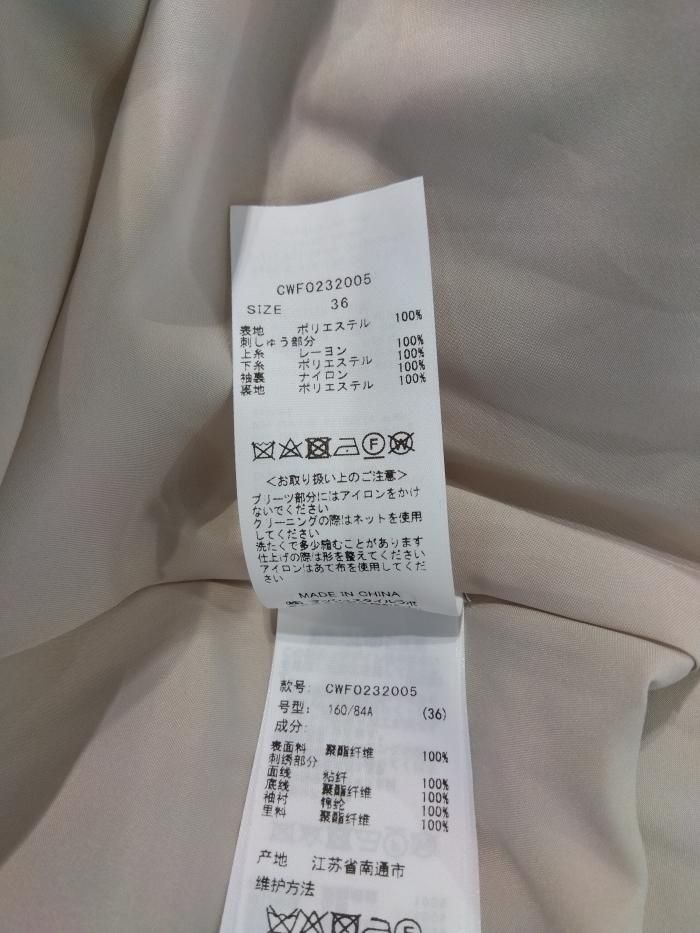 CWF0232005
SIZE 36
表地 ポリエステル 100%
刺しゅう部分
上糸 レーヨン 100%
下糸 ポリエステル 100%
袖裏 ナイロン 100%
裏地 ポリエステル 100%
F W
＜お取り扱い上のご注意＞
プリーツ部分にはアイロンをかけ
ないでください
クリーニングの際はネットを使用
してください
洗たくで多少縮むことがあります
仕上げの際は形を整えてください
アイロンはあて布を使用してくだ
さい
MADE IN CHINA
款号: CWF0232005
号型: 160/84A (36)
成分:
表面料 聚酯纤维 100%
刺绣部分
面线 粘纤 100%
底线 聚酯纤维 100%
袖衬 锦纶 100%
里料 聚酯纤维 100%
产地 江苏省南通市
维护方法